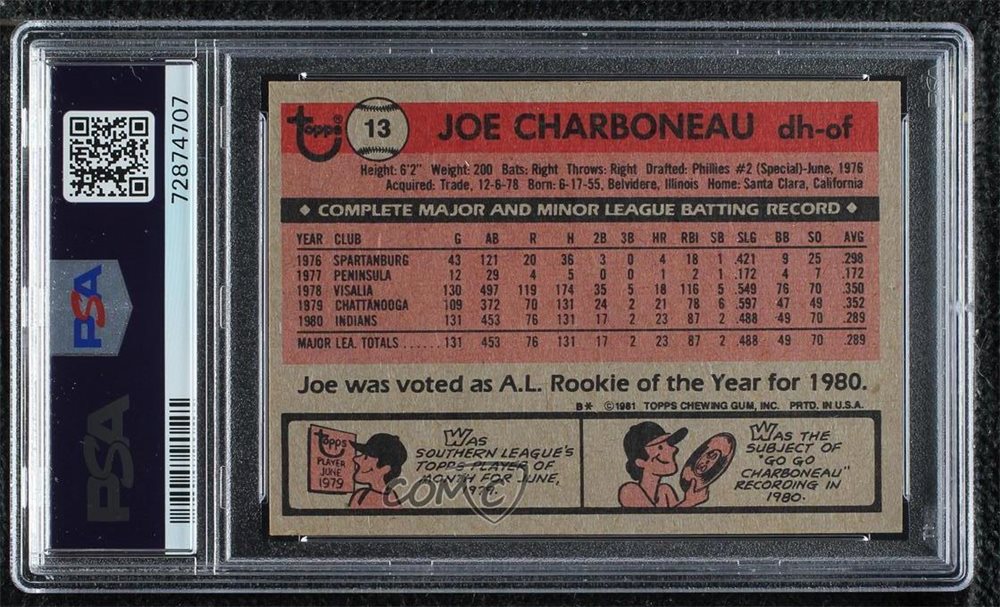 72874707
PSA
PSA
Topps 13 JOE CHARBONEAU dh-of
Height: 6'2" Weight: 200 Bats: Right Throws: Right Drafted: Phillies #2 (Special)-June, 1976
Acquired: Trade, 12-6-78 Born: 6-17-55, Belvidere, Illinois Home: Santa Clara, California
◆ COMPLETE MAJOR AND MINOR LEAGUE BATTING RECORD ◆
YEAR CLUB G AB R H 2B 3B HR RBI SB SLG BB SO AVG
1976 SPARTANBURG 43 121 20 36 3 0 4 18 1 .421 9 25 .298
1977 PENINSULA 12 29 4 5 0 0 1 2 1 .172 4 7 .172
1978 VISALIA 130 497 119 174 35 5 18 116 5 .549 76 70 .350
1979 CHATTANOOGA 109 372 70 131 24 2 21 78 6 .597 47 49 .352
1980 INDIANS 131 453 76 131 17 2 23 87 2 .488 49 70 .289
MAJOR LEA. TOTALS ...... 131 453 76 131 17 2 23 87 2 .488 49 70 .289
Joe was voted as A.L. Rookie of the Year for 1980.
B* ©1981 TOPPS CHEWING GUM, INC. PRTD. IN U.S.A.
Topps
PLAYER
JUNE
1979
WAS
SOUTHERN LEAGUE'S
TOPPS PLAYER OF
MONTH FOR JUNE,
1979.
WAS THE
SUBJECT OF
"GO GO
CHARBONEAU"
RECORDING IN
1980.
COMC